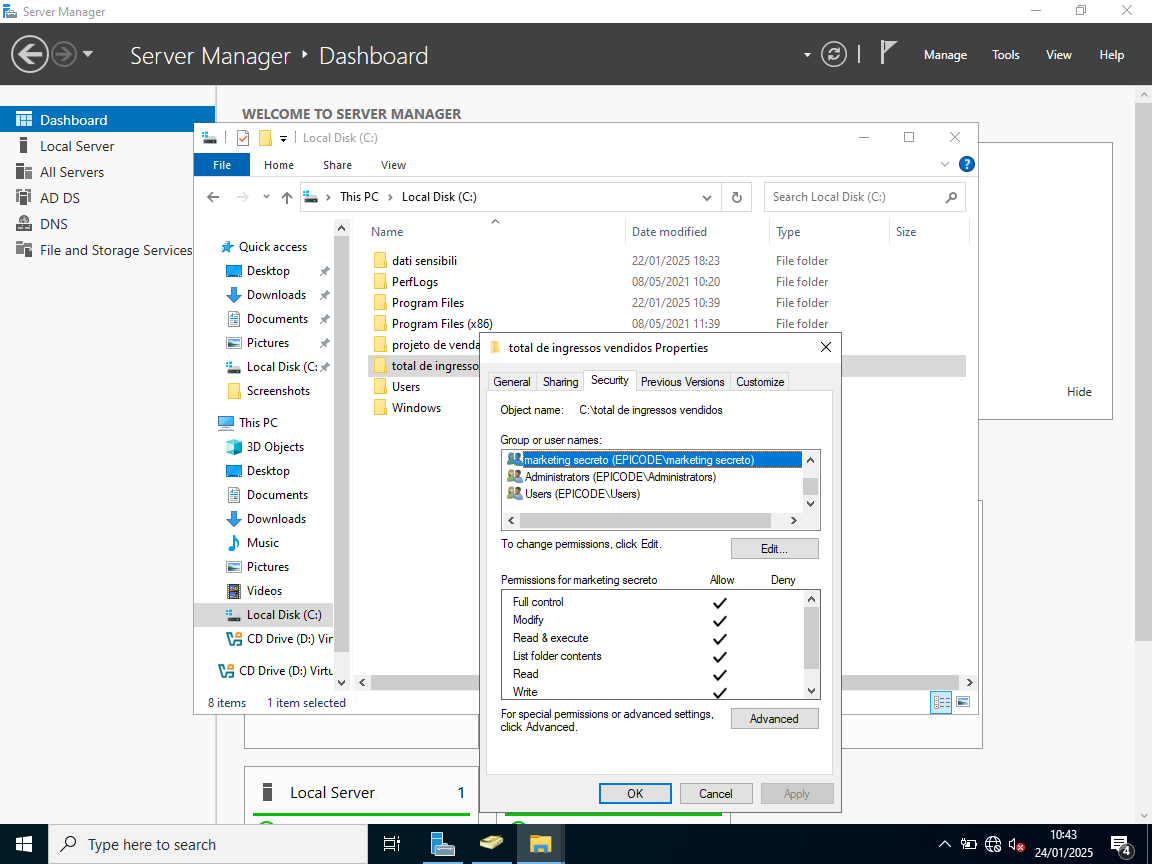 Server Manager
Server Manager
Dashboard
Manage
Tools
View
Help
Dashboard
Local Server
All Servers
AD DS
DNS
File and Storage Services
WELCOME TO SERVER MANAGER
Local Disk (C:)
File
Home
Share
View
This PC
Local Disk (C:)
Search Local Disk (C:)
Quick access
Desktop
Downloads
Documents
Pictures
Local Disk (C:
Screenshots
This PC
3D Objects
Desktop
Documents
Downloads
Music
Pictures
Videos
Local Disk (C:)
CD Drive (D:) Vir
CD Drive (D:) Virtu
Name
Date modified
Type
Size
dati sensibili
22/01/2025 18:23
File folder
PerfLogs
08/05/2021 10:20
File folder
Program Files
22/01/2025 10:39
File folder
Program Files (x86)
08/05/2021 11:39
File folder
projeto de venda
total de ingresso
Users
Windows
8 items
1 item selected
Hide
total de ingressos vendidos Properties
General
Sharing
Security
Previous Versions
Customize
Object name:
C:\total de ingressos vendidos
Group or user names:
marketing secreto (EPICODE\marketing secreto)
Administrators (EPICODE\Administrators)
Users (EPICODE\Users)
To change permissions, click Edit.
Edit...
Permissions for marketing secreto
Allow
Deny
Full control
Modify
Read & execute
List folder contents
Read
Write
For special permissions or advanced settings,
click Advanced.
Advanced
OK
Cancel
Apply
Local Server
1
Type here to search
10:43
24/01/2025
4